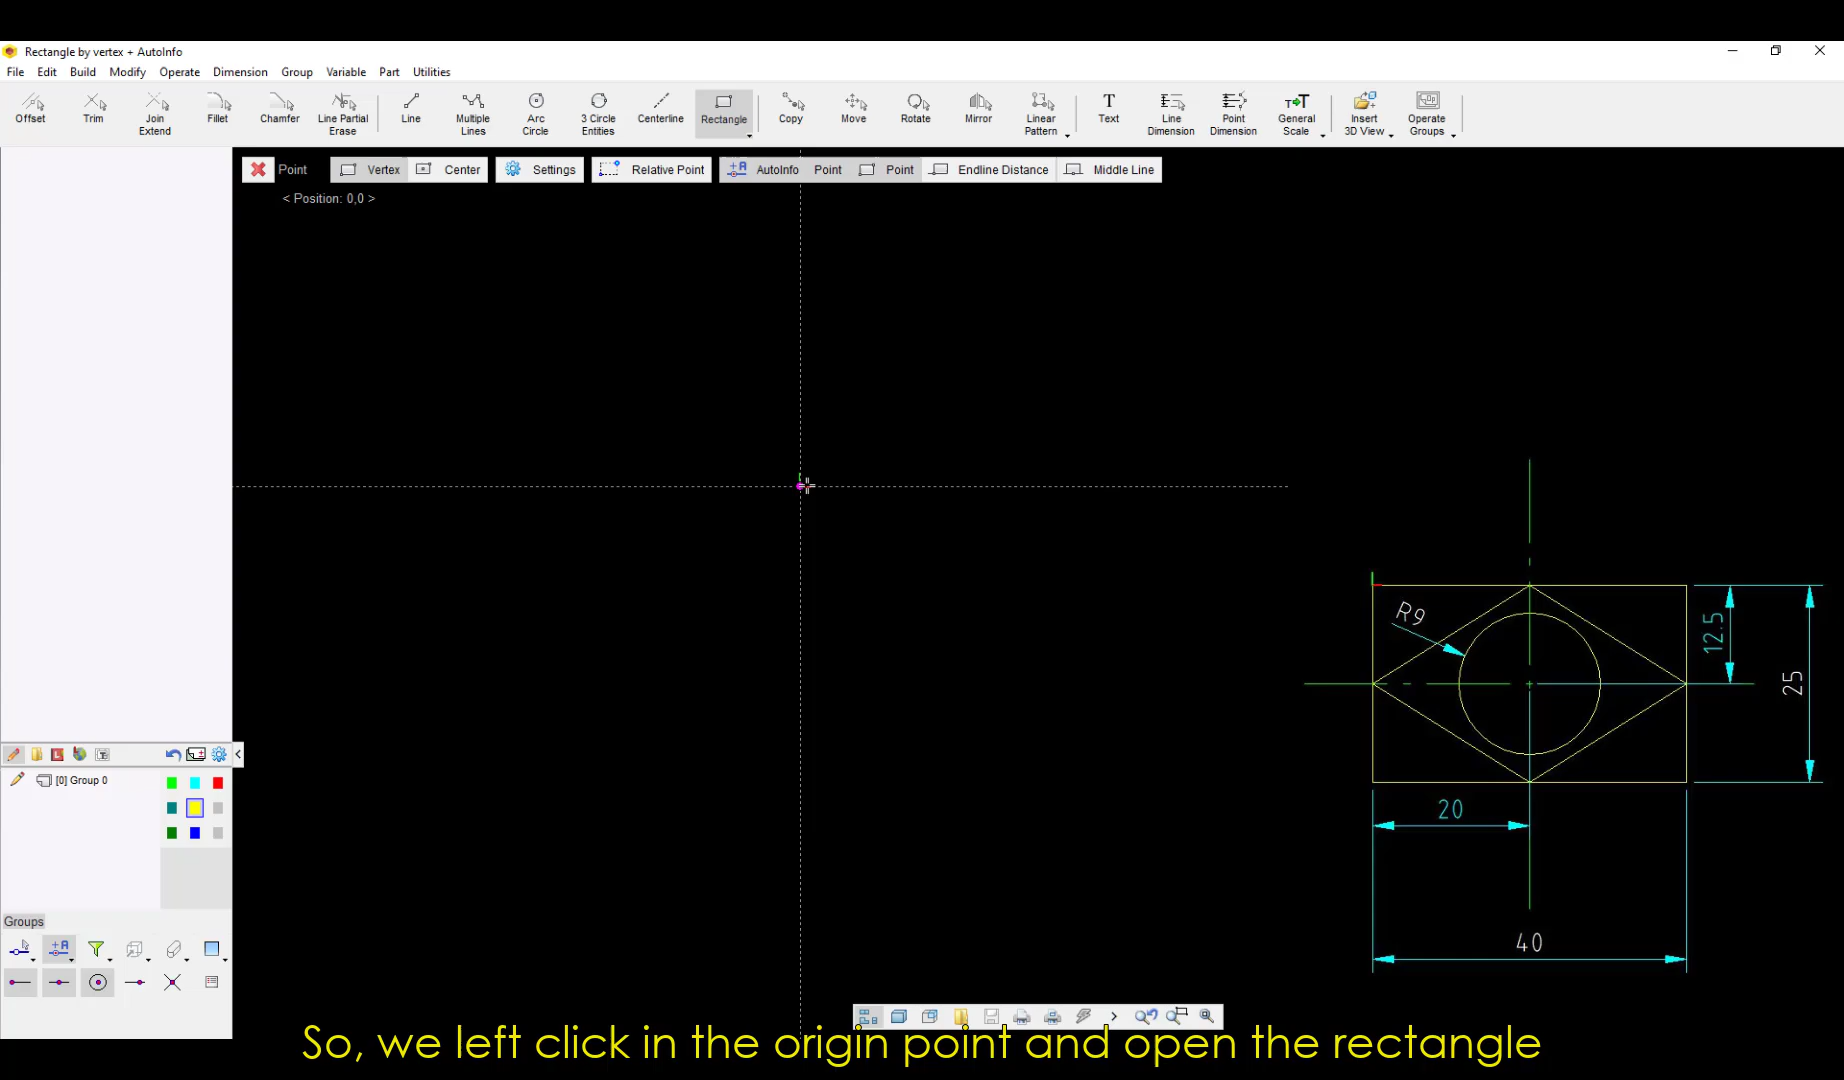 Rectangle by vertex + AutoInfo
File Edit Build Modify Operate Dimension Group Variable Part Utilities
Offset
Trim
Join
Extend
Fillet
Chamfer
Line Partial
Erase
Line
Multiple
Lines
Arc
Circle
3 Circle
Entities
Centerline
Rectangle
Copy
Move
Rotate
Mirror
Linear
Pattern
T
Text
Line
Dimension
Point
Dimension
General
Scale
Insert
3D View
Operate
Groups
Point Vertex Center Settings Relative Point AutoInfo Point Point Endline Distance Middle Line
< Position: 0,0 >
R9
12.5
25
20
40
[0] Group 0
Groups
So, we left click in the origin point and open the rectangle